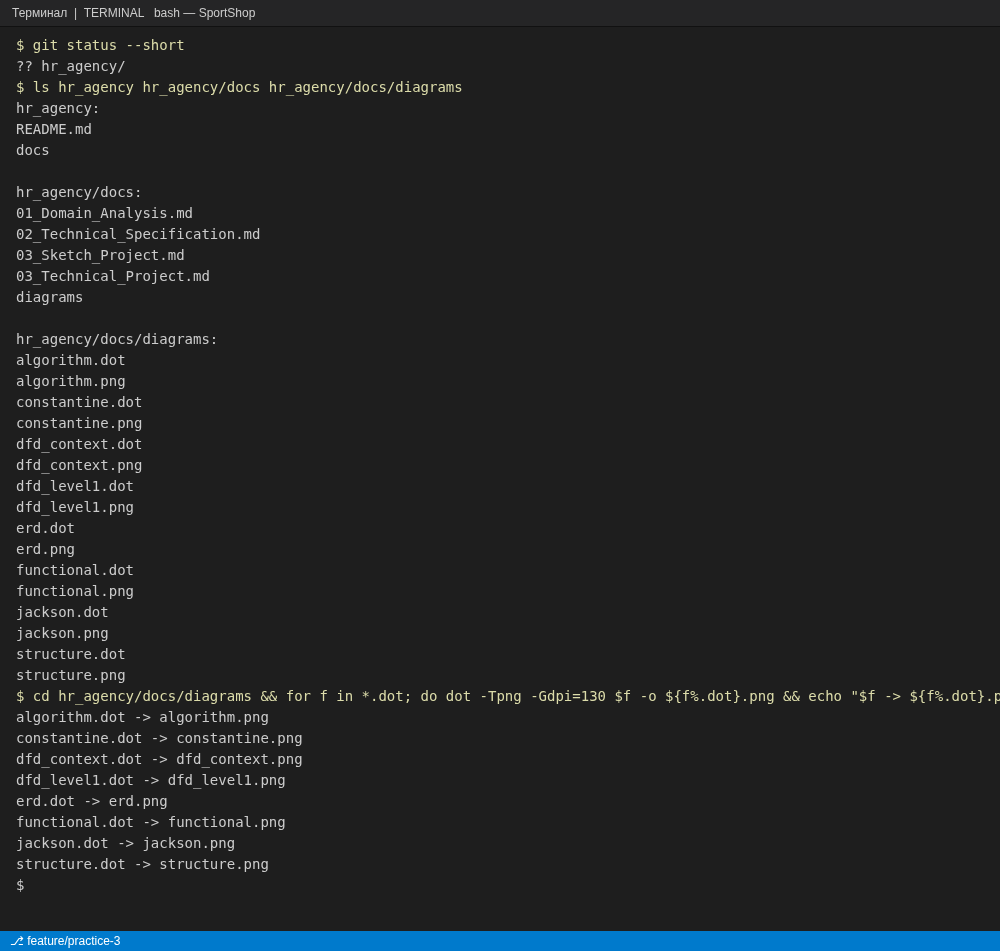 Терминал | TERMINAL bash — SportShop
$ git status --short
?? hr_agency/
$ ls hr_agency hr_agency/docs hr_agency/docs/diagrams
hr_agency:
README.md
docs
hr_agency/docs:
01_Domain_Analysis.md
02_Technical_Specification.md
03_Sketch_Project.md
03_Technical_Project.md
diagrams
hr_agency/docs/diagrams:
algorithm.dot
algorithm.png
constantine.dot
constantine.png
dfd_context.dot
dfd_context.png
dfd_level1.dot
dfd_level1.png
erd.dot
erd.png
functional.dot
functional.png
jackson.dot
jackson.png
structure.dot
structure.png
$ cd hr_agency/docs/diagrams && for f in *.dot; do dot -Tpng -Gdpi=130 $f -o ${f%.dot}.png && echo "$f -> ${f%.dot}.p
algorithm.dot -> algorithm.png
constantine.dot -> constantine.png
dfd_context.dot -> dfd_context.png
dfd_level1.dot -> dfd_level1.png
erd.dot -> erd.png
functional.dot -> functional.png
jackson.dot -> jackson.png
structure.dot -> structure.png
$
⎇ feature/practice-3